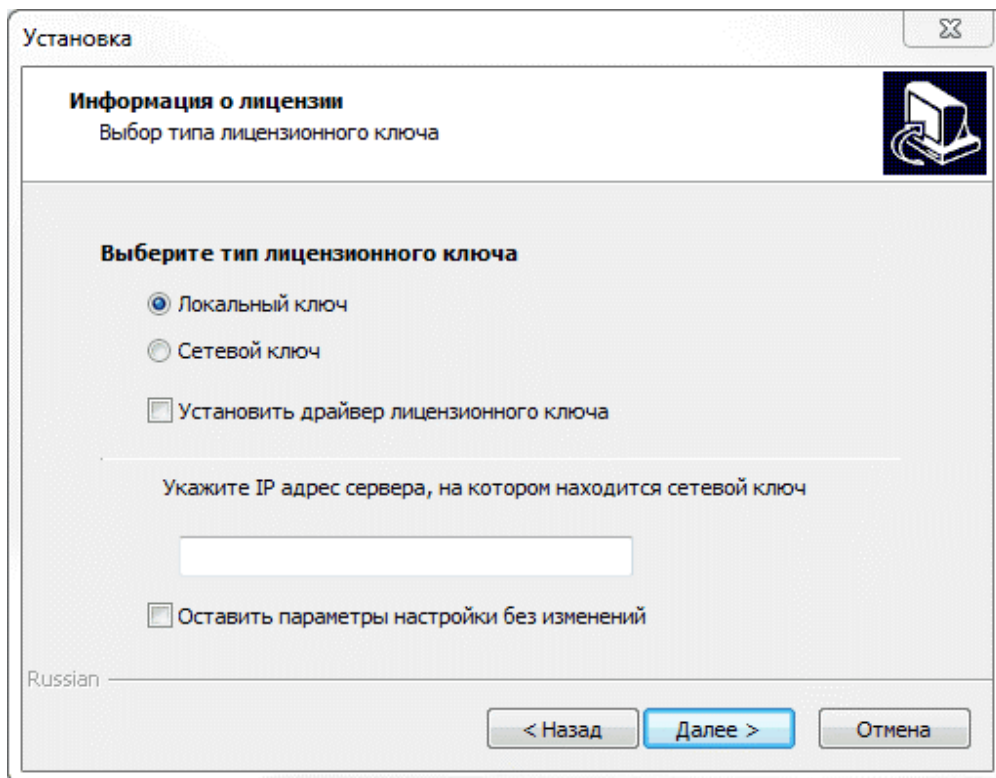 Установка
Информация о лицензии
Выбор типа лицензионного ключа
Выберите тип лицензионного ключа
Локальный ключ
Сетевой ключ
Установить драйвер лицензионного ключа
Укажите IP адрес сервера, на котором находится сетевой ключ
Оставить параметры настройки без изменений
Russian
< Назад Далее > Отмена